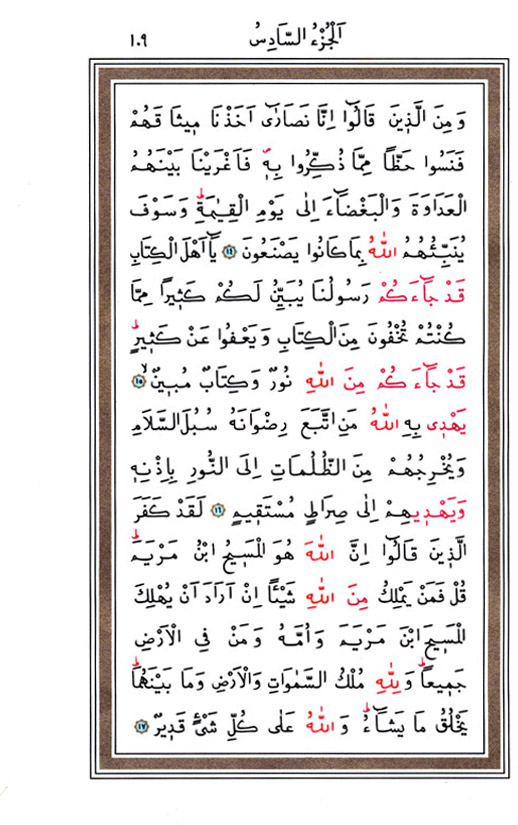 اَلْجُزْءُ السَّادِسُ ١٠٩
وَمِنَ الَّذ۪ينَ قَالُٓوا اِنَّا نَصَارٰٓى اَخَذْنَا م۪يثَا قَهُمْ
فَنَسُوا حَظًّا مِمَّا ذُكِّرُوا بِه۪ۖ فَاَغْرَيْنَا بَيْنَهُمُ
الْعَدَاوَةَ وَالْبَغْضَٓاءَ اِلٰى يَوْمِ الْقِيٰمَةِۜ وَسَوْفَ
يُنَبِّئُهُمُ اللّٰهُ بِمَا كَانُوا يَصْنَعُونَ ﴿١٤﴾ يَٓا اَهْلَ الْكِتَابِ
قَدْ جَٓاءَكُمْ رَسُولُنَا يُبَيِّنُ لَكُمْ كَث۪يرًا مِمَّا
كُنْتُمْ تُخْفُونَ مِنَ الْكِتَابِ وَيَعْفُوا عَنْ كَث۪يرٍۜ
قَدْ جَٓاءَكُمْ مِنَ اللّٰهِ نُورٌ وَكِتَابٌ مُب۪ينٌۙ ﴿١٥﴾
يَهْد۪ي بِهِ اللّٰهُ مَنِ اتَّبَعَ رِضْوَانَهُ سُبُلَ السَّلَامِ
وَيُخْرِجُهُمْ مِنَ الظُّلُمَاتِ اِلَى النُّورِ بِاِذْنِه۪
وَيَهْد۪يهِمْ اِلٰى صِرَاطٍ مُسْتَق۪يمٍ ﴿١٦﴾ لَقَدْ كَفَرَ
الَّذ۪ينَ قَالُٓوا اِنَّ اللّٰهَ هُوَ الْمَس۪يحُ ابْنُ مَرْيَمَۜ
قُلْ فَمَنْ يَمْلِكُ مِنَ اللّٰهِ شَيْـًٔا اِنْ اَرَادَ اَنْ يُهْلِكَ
الْمَس۪يحَ ابْنَ مَرْيَمَ وَاُمَّهُ وَمَنْ فِي الْاَرْضِ
جَم۪يعًاۜ وَلِلّٰهِ مُلْكُ السَّمٰوَاتِ وَالْاَرْضِ وَمَا بَيْنَهُمَاۜ
يَخْلُقُ مَا يَشَٓاءُۜ وَاللّٰهُ عَلٰى كُلِّ شَيْءٍ قَد۪يرٌ ﴿١٧﴾